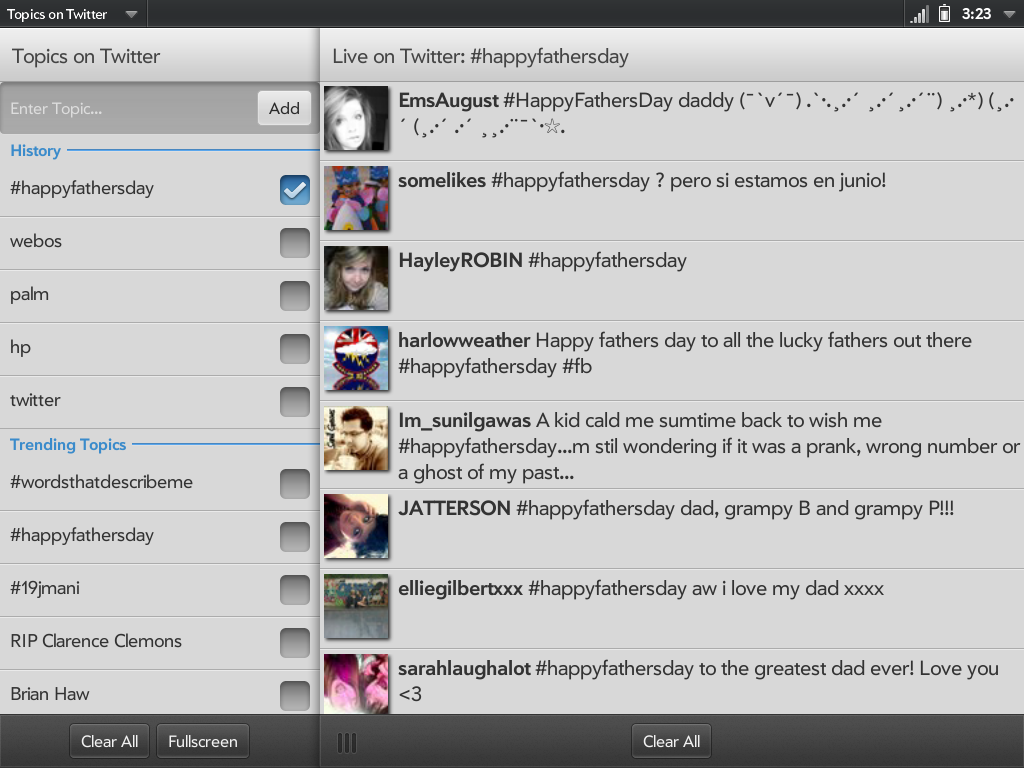 Topics on Twitter
3:23
Topics on Twitter
Enter Topic...
Add
History
#happyfathersday
webos
palm
hp
twitter
Trending Topics
#wordsthatdescribeme
#happyfathersday
#19jmani
RIP Clarence Clemons
Brian Haw
Clear All
Fullscreen
Live on Twitter: #happyfathersday
EmsAugust #HappyFathersDay daddy
somelikes #happyfathersday ? pero si estamos en junio!
HayleyROBIN #happyfathersday
harlowweather Happy fathers day to all the lucky fathers out there
#happyfathersday #fb
Im_sunilgawas A kid cald me sumtime back to wish me
#happyfathersday...m stil wondering if it was a prank, wrong number or
a ghost of my past...
JATTERSON #happyfathersday dad, grampy B and grampy P!!!
elliegilbertxxx #happyfathersday aw i love my dad xxxx
sarahlaughalot #happyfathersday to the greatest dad ever! Love you
<3
Clear All